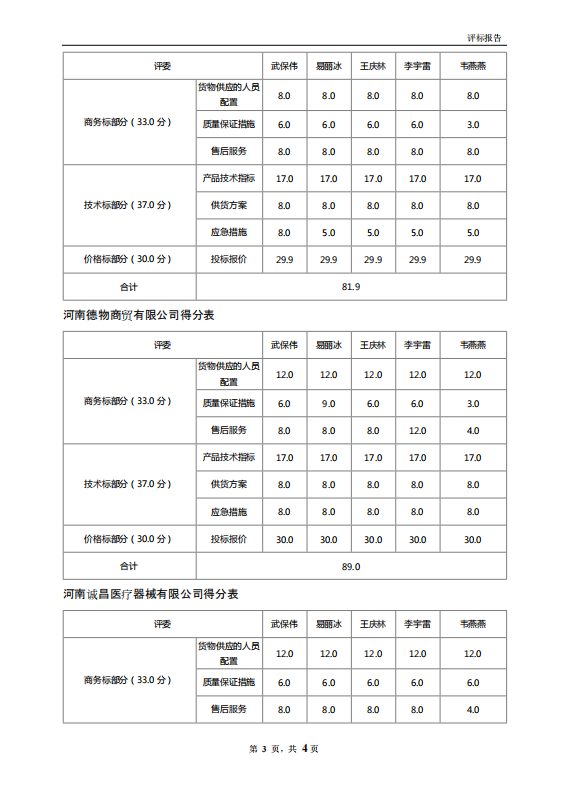 评标报告
评委 武保伟 易丽冰 王庆林 李宇雷 韦燕燕
商务标部分（33.0 分） 货物供应的人员配置 8.0 8.0 8.0 8.0 8.0
质量保证措施 6.0 6.0 6.0 6.0 3.0
售后服务 8.0 8.0 8.0 8.0 8.0
技术标部分（37.0 分） 产品技术指标 17.0 17.0 17.0 17.0 17.0
供货方案 8.0 8.0 8.0 8.0 8.0
应急措施 8.0 5.0 5.0 5.0 5.0
价格标部分（30.0 分） 投标报价 29.9 29.9 29.9 29.9 29.9
合计 81.9
河南德物商贸有限公司得分表
评委 武保伟 易丽冰 王庆林 李宇雷 韦燕燕
商务标部分（33.0 分） 货物供应的人员配置 12.0 12.0 12.0 12.0 12.0
质量保证措施 6.0 9.0 6.0 6.0 3.0
售后服务 8.0 8.0 8.0 12.0 4.0
技术标部分（37.0 分） 产品技术指标 17.0 17.0 17.0 17.0 17.0
供货方案 8.0 8.0 8.0 8.0 8.0
应急措施 8.0 8.0 8.0 8.0 8.0
价格标部分（30.0 分） 投标报价 30.0 30.0 30.0 30.0 30.0
合计 89.0
河南诚昌医疗器械有限公司得分表
评委 武保伟 易丽冰 王庆林 李宇雷 韦燕燕
商务标部分（33.0 分） 货物供应的人员配置 12.0 12.0 12.0 12.0 12.0
质量保证措施 6.0 6.0 6.0 6.0 6.0
售后服务 8.0 8.0 8.0 8.0 4.0
第 3 页，共 4 页